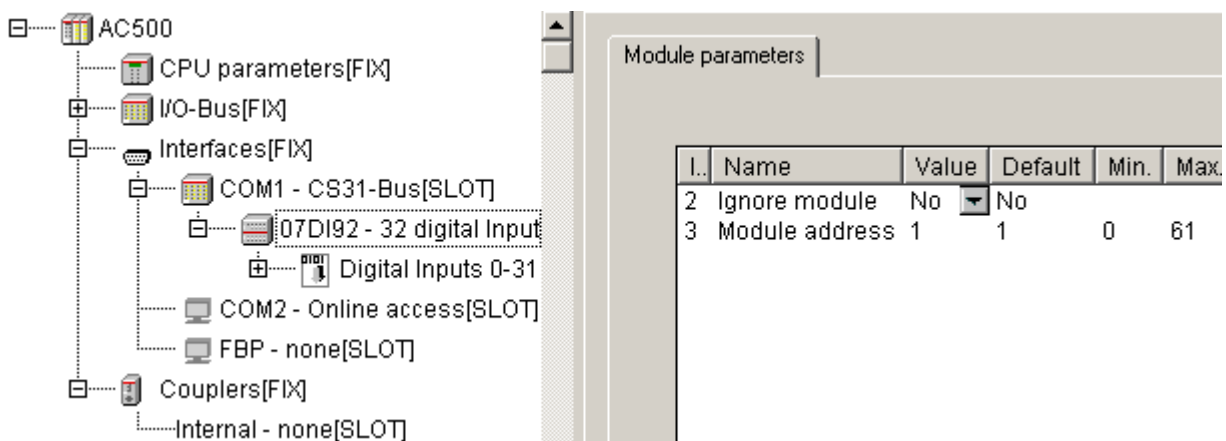 AC500
CPU parameters[FIX]
I/O-Bus[FIX]
Interfaces[FIX]
COM1 - CS31-Bus[SLOT]
07DI92 - 32 digital Input
Digital Inputs 0-31
COM2 - Online access[SLOT]
FBP - none[SLOT]
Couplers[FIX]
Internal - none[SLOT]
Module parameters
I.. Name Value Default Min. Max.
2 Ignore module No No
3 Module address 1 1 0 61